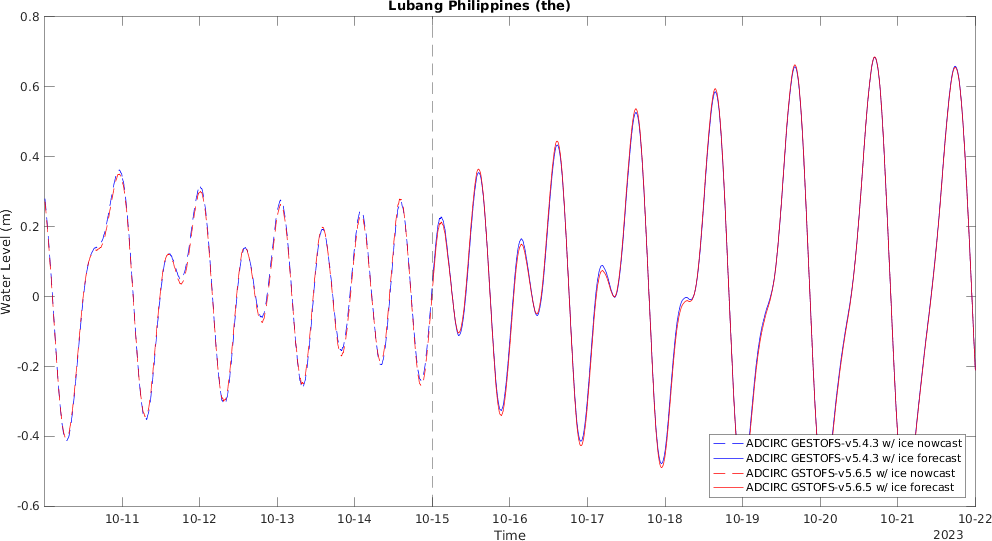 Lubang Philippines (the)
Water Level (m)
0.8
0.6
0.4
0.2
0
-0.2
-0.4
-0.6
ADCIRC GESTOFS-v5.4.3 w/ ice nowcast
ADCIRC GESTOFS-v5.4.3 w/ ice forecast
ADCIRC GSTOFS-v5.6.5 w/ ice nowcast
ADCIRC GSTOFS-v5.6.5 w/ ice forecast
10-11 10-12 10-13 10-14 10-15 10-16 10-17 10-18 10-19 10-20 10-21 10-22
Time
2023